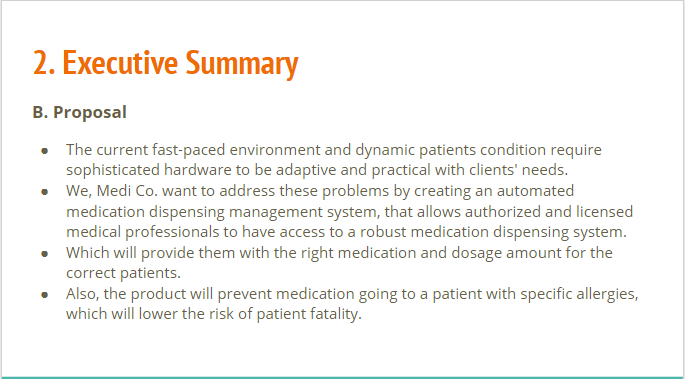 2. Executive Summary
B. Proposal
● The current fast-paced environment and dynamic patients condition require
sophisticated hardware to be adaptive and practical with clients' needs.
● We, Medi Co. want to address these problems by creating an automated
medication dispensing management system, that allows authorized and licensed
medical professionals to have access to a robust medication dispensing system.
● Which will provide them with the right medication and dosage amount for the
correct patients.
● Also, the product will prevent medication going to a patient with specific allergies,
which will lower the risk of patient fatality.